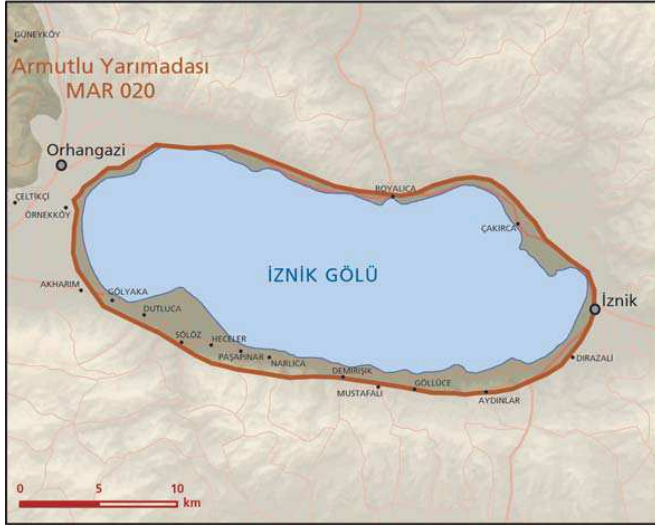 GÜNEYKÖY
Armutlu Yarımadası
MAR 020
Orhangazi
ÇELTİKÇİ
ÖRNEKKÖY
BOYALICA
ÇAKIRCA
İZNİK GÖLÜ
AKHARIM
GÖLYAKA
DUTLUCA
İznik
SÖLÖZ
HECELER
PAŞAPINAR
NARLICA
DIRAZALİ
DEMİRIŞIK
MUSTAFALI
GÖLLÜCE
AYDINLAR
0 5 10
km